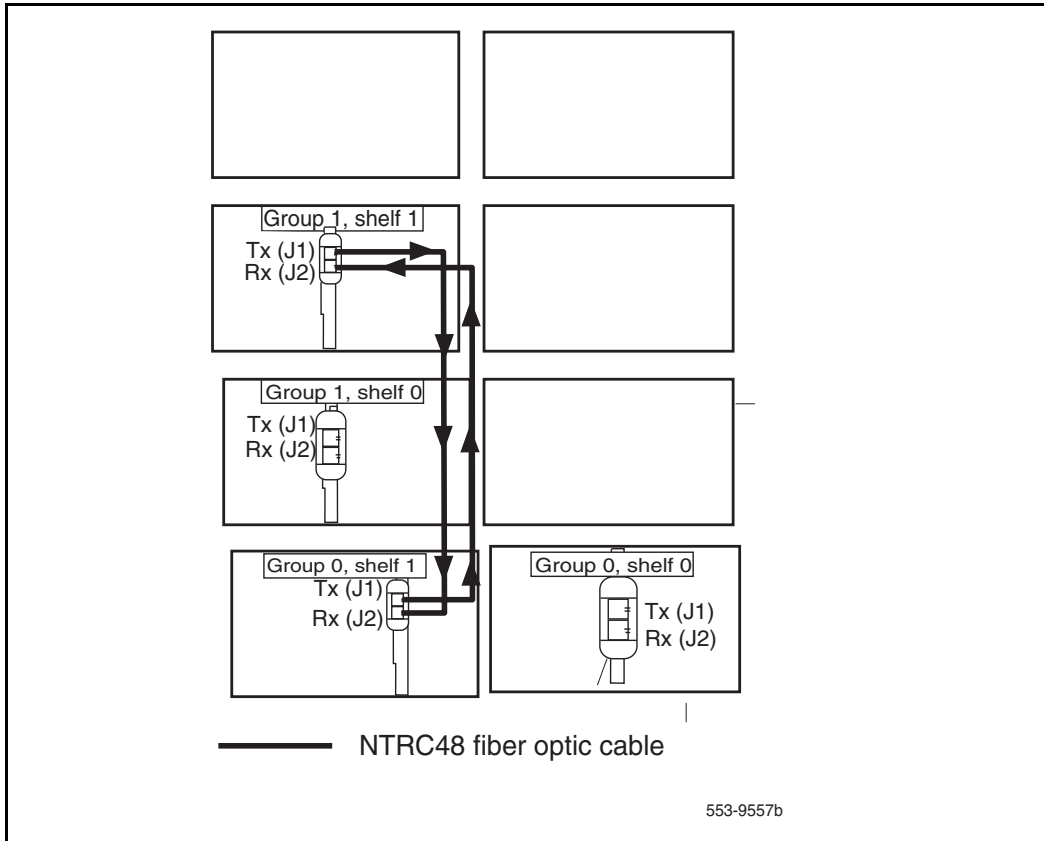 Group 1, shelf 1
Tx (J1)
Rx (J2)
Group 1, shelf 0
Tx (J1)
Rx (J2)
Group 0, shelf 1
Tx (J1)
Rx (J2)
Group 0, shelf 0
Tx (J1)
Rx (J2)
NTRC48 fiber optic cable
553-9557b